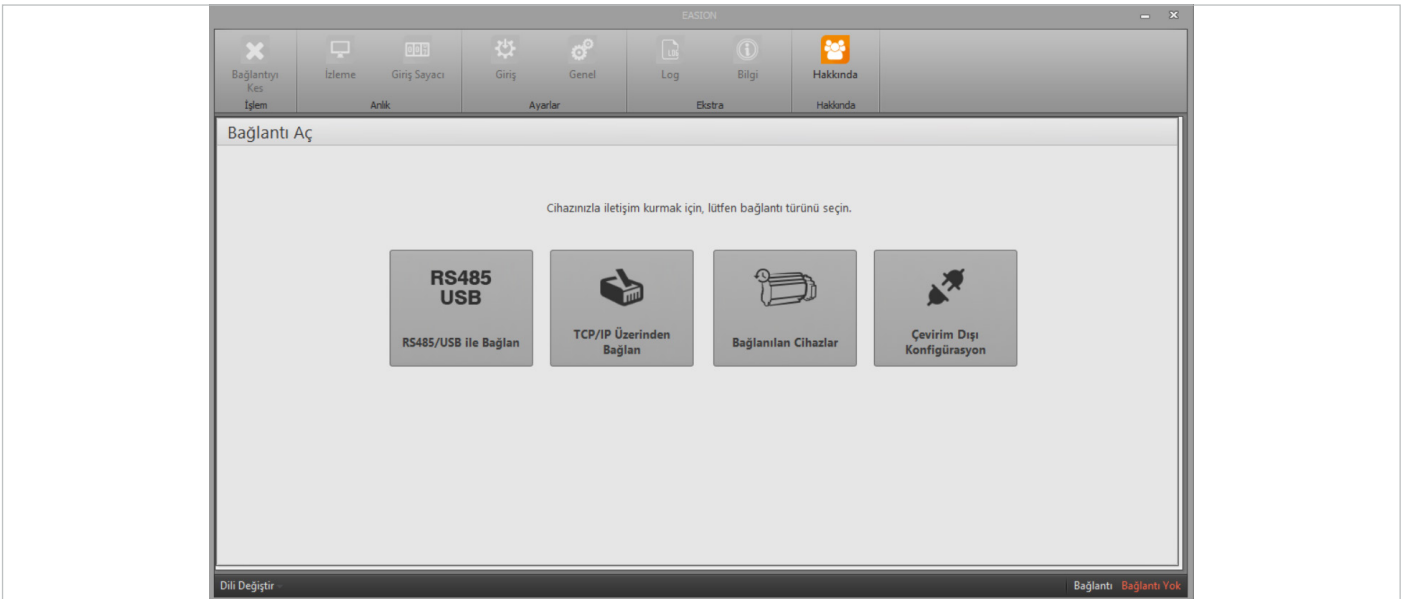 EASION
Bağlantıyı
Kes
İzleme
Giriş Sayacı
Giriş
Genel
Log
Bilgi
Hakkında
İşlem
Anlık
Ayarlar
Ekstra
Hakkında
Bağlantı Aç
Cihazınızla iletişim kurmak için, lütfen bağlantı türünü seçin.
RS485
USB
RS485/USB ile Bağlan
TCP/IP Üzerinden
Bağlan
Bağlanılan Cihazlar
Çevirim Dışı
Konfigürasyon
Dili Değiştir
Bağlantı Bağlantı Yok